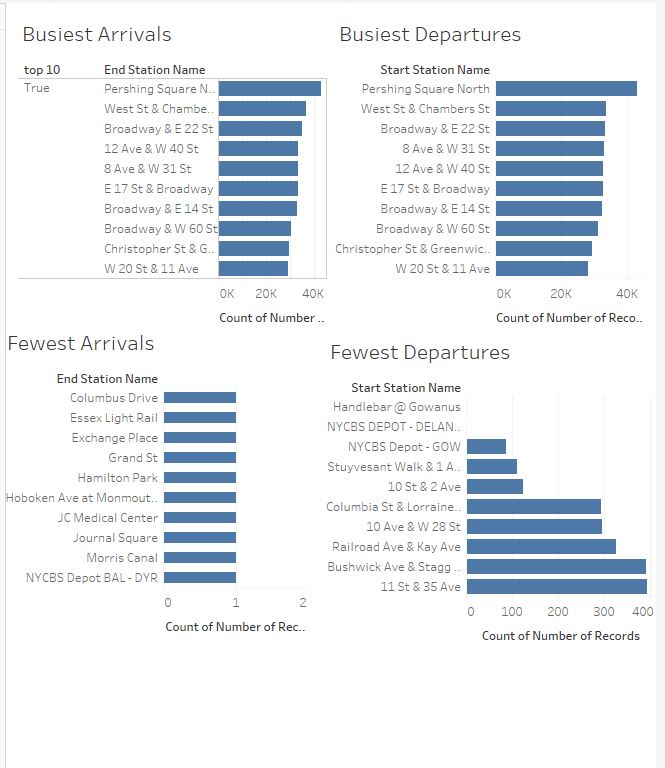 Busiest Arrivals
top 10 End Station Name
True Pershing Square N..
West St & Chambe..
Broadway & E 22 St
12 Ave & W 40 St
8 Ave & W 31 St
E 17 St & Broadway
Broadway & E 14 St
Broadway & W 60 St
Christopher St & G..
W 20 St & 11 Ave
0K 20K 40K
Count of Number ..
Busiest Departures
Start Station Name
Pershing Square North
West St & Chambers St
Broadway & E 22 St
8 Ave & W 31 St
12 Ave & W 40 St
E 17 St & Broadway
Broadway & E 14 St
Broadway & W 60 St
Christopher St & Greenwic..
W 20 St & 11 Ave
0K 20K 40K
Count of Number of Reco..
Fewest Arrivals
End Station Name
Columbus Drive
Essex Light Rail
Exchange Place
Grand St
Hamilton Park
Hoboken Ave at Monmout..
JC Medical Center
Journal Square
Morris Canal
NYCBS Depot BAL - DYR
0 1 2
Count of Number of Rec..
Fewest Departures
Start Station Name
Handlebar @ Gowanus
NYCBS DEPOT - DELAN..
NYCBS Depot - GOW
Stuyvesant Walk & 1 A..
10 St & 2 Ave
Columbia St & Lorraine..
10 Ave & W 28 St
Railroad Ave & Kay Ave
Bushwick Ave & Stagg ..
11 St & 35 Ave
0 100 200 300 400
Count of Number of Records